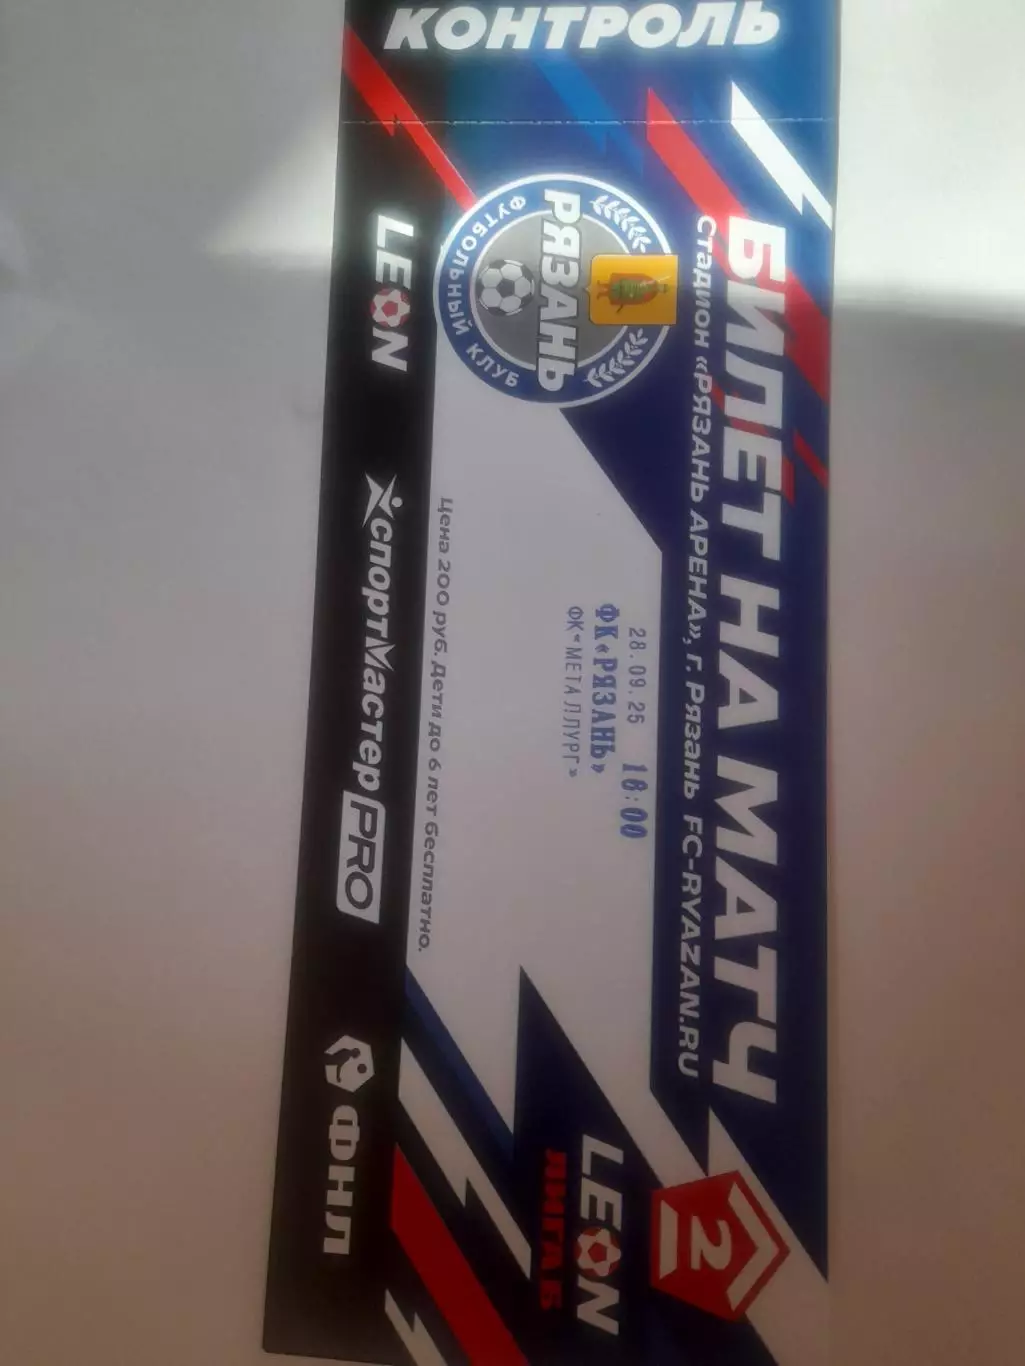 КОНТРОЛЬ
БИЛЕТ НА МАТЧ
Стадион «РЯЗАНЬ АРЕНА», г. Рязань FC-RYAZAN.RU
РЯЗАНЬ
ФУТБОЛЬНЫЙ КЛУБ
28.09.25 16:00
ФК«РЯЗАНЬ»
ФК«МЕТАЛЛУРГ»
2
LEON
ЛИГА Б
Цена 200 руб. Дети до 6 лет бесплатно.
LEON
спортмастер PRO
ФНЛ